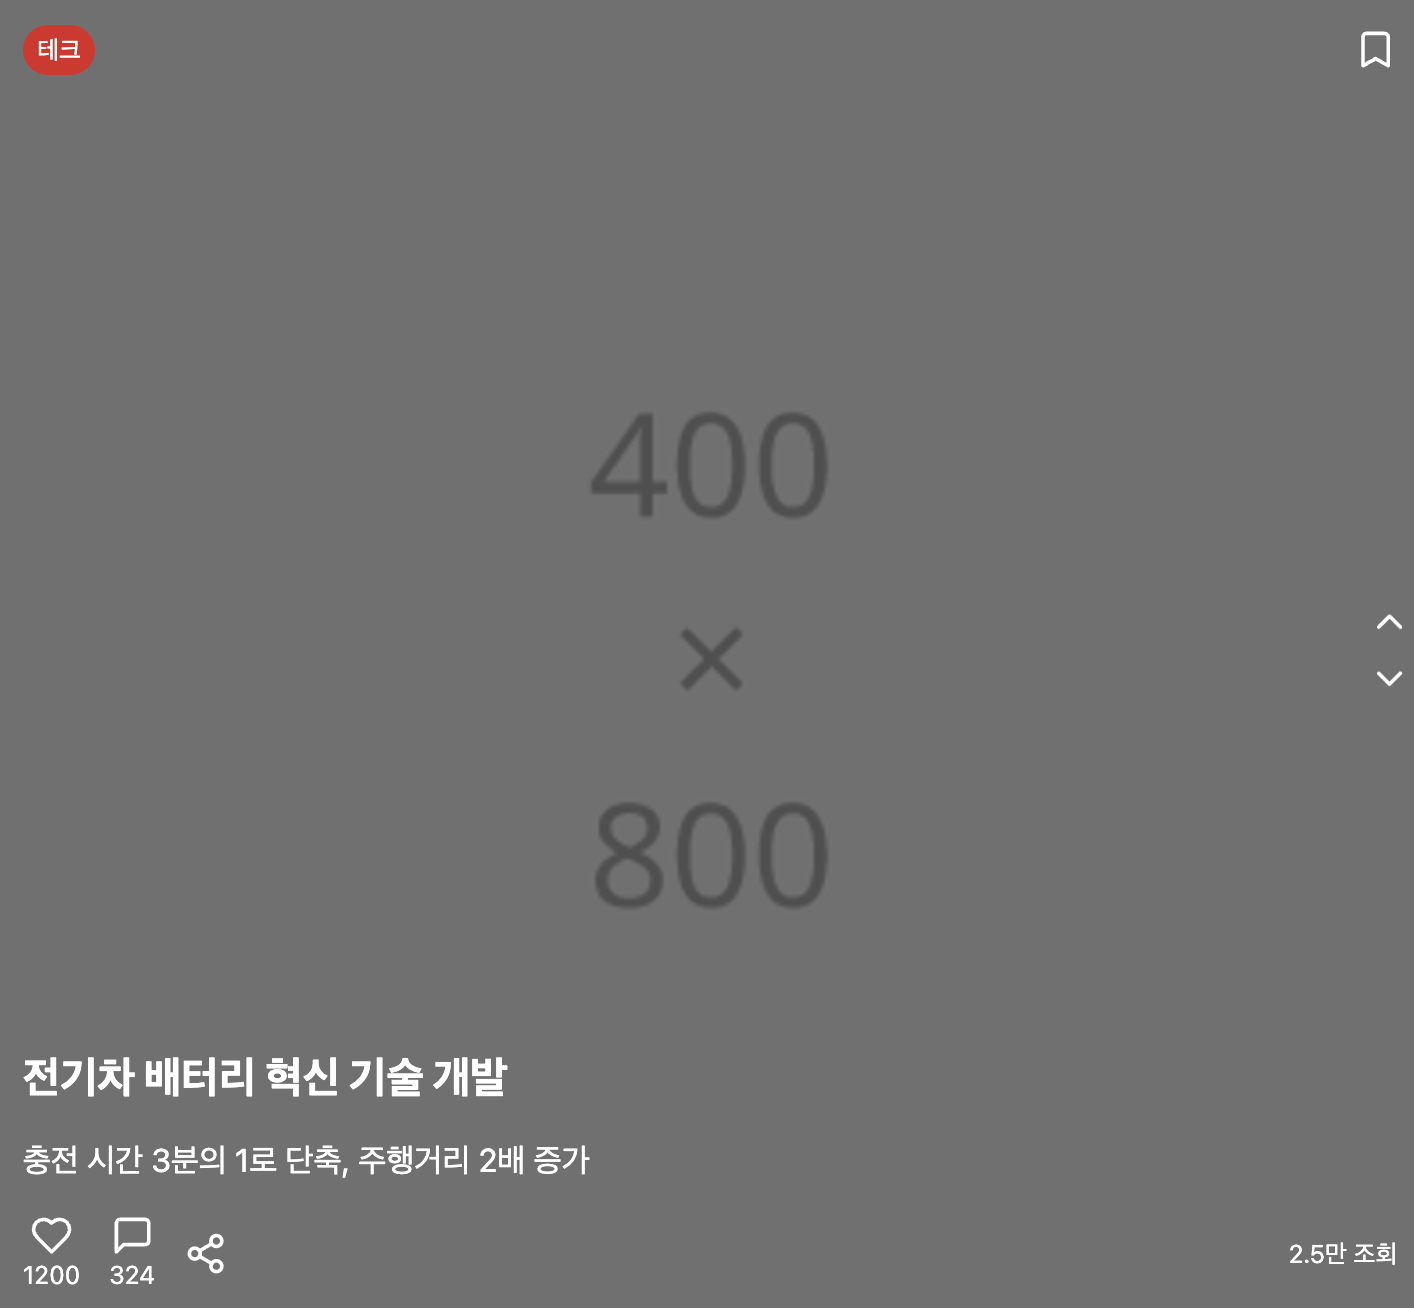 테크
400
×
800
전기차 배터리 혁신 기술 개발
충전 시간 3분의 1로 단축, 주행거리 2배 증가
1200
324
2.5만 조회